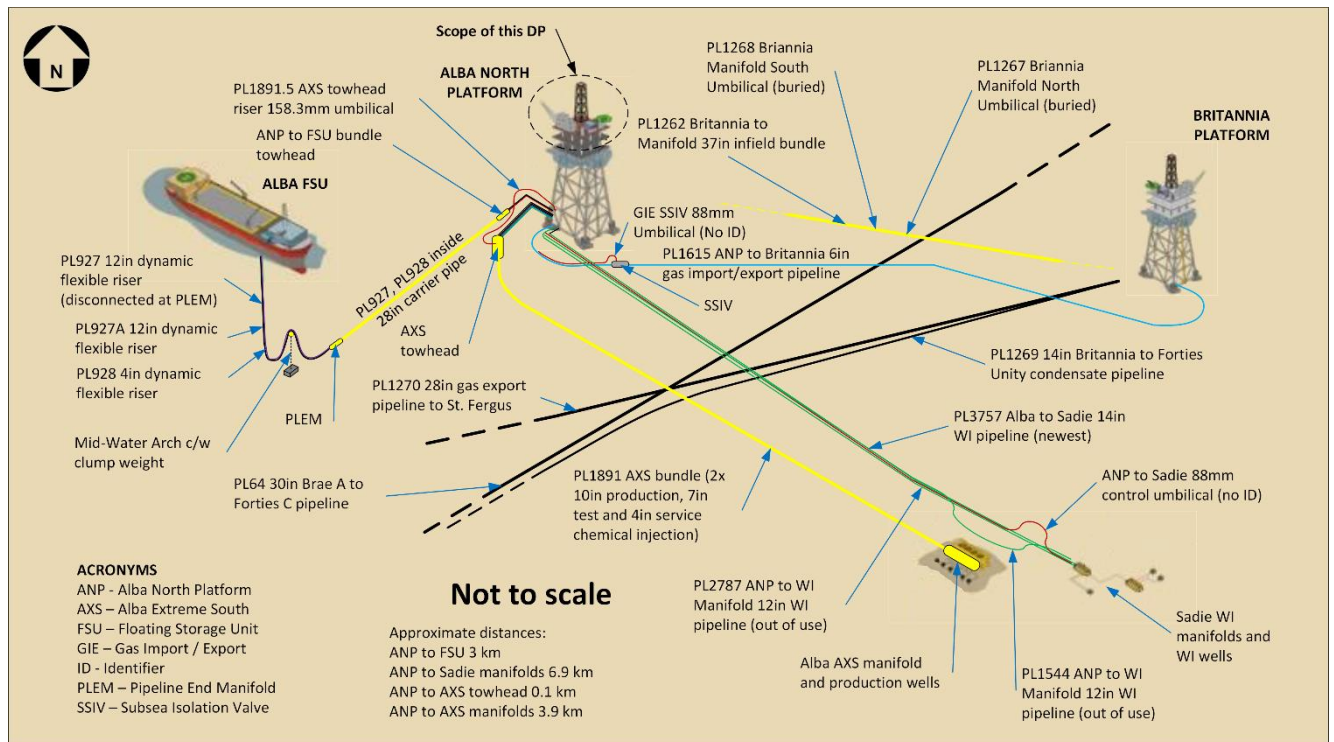 N
Scope of this DP
ALBA NORTH
PLATFORM
PL1891.5 AXS towhead
riser 158.3mm umbilical
ANP to FSU bundle
towhead
ALBA FSU
PL1268 Briannia
Manifold South
Umbilical (buried)
PL1267 Briannia
Manifold North
Umbilical (buried)
PL1262 Britannia to
Manifold 37in infield bundle
BRITANNIA
PLATFORM
GIE SSIV 88mm
Umbilical (No ID)
PL1615 ANP to Britannia 6in
gas import/export pipeline
SSIV
PL927 12in dynamic
flexible riser
(disconnected at PLEM)
PL927A 12in dynamic
flexible riser
PL928 4in dynamic
flexible riser
Mid-Water Arch c/w
clump weight
PLEM
PL927, PL928 inside
28in carrier pipe
AXS
towhead
PL1270 28in gas export
pipeline to St. Fergus
PL64 30in Brae A to
Forties C pipeline
PL1269 14in Britannia to Forties
Unity condensate pipeline
PL3757 Alba to Sadie 14in
WI pipeline (newest)
PL1891 AXS bundle (2x
10in production, 7in
test and 4in service
chemical injection)
ANP to Sadie 88mm
control umbilical (no ID)
PL2787 ANP to WI
Manifold 12in WI
pipeline (out of use)
Alba AXS manifold
and production wells
PL1544 ANP to WI
Manifold 12in WI
pipeline (out of use)
Sadie WI
manifolds and
WI wells
ACRONYMS
ANP - Alba North Platform
AXS – Alba Extreme South
FSU – Floating Storage Unit
GIE – Gas Import / Export
ID - Identifier
PLEM – Pipeline End Manifold
SSIV – Subsea Isolation Valve
Not to scale
Approximate distances:
ANP to FSU 3 km
ANP to Sadie manifolds 6.9 km
ANP to AXS towhead 0.1 km
ANP to AXS manifolds 3.9 km